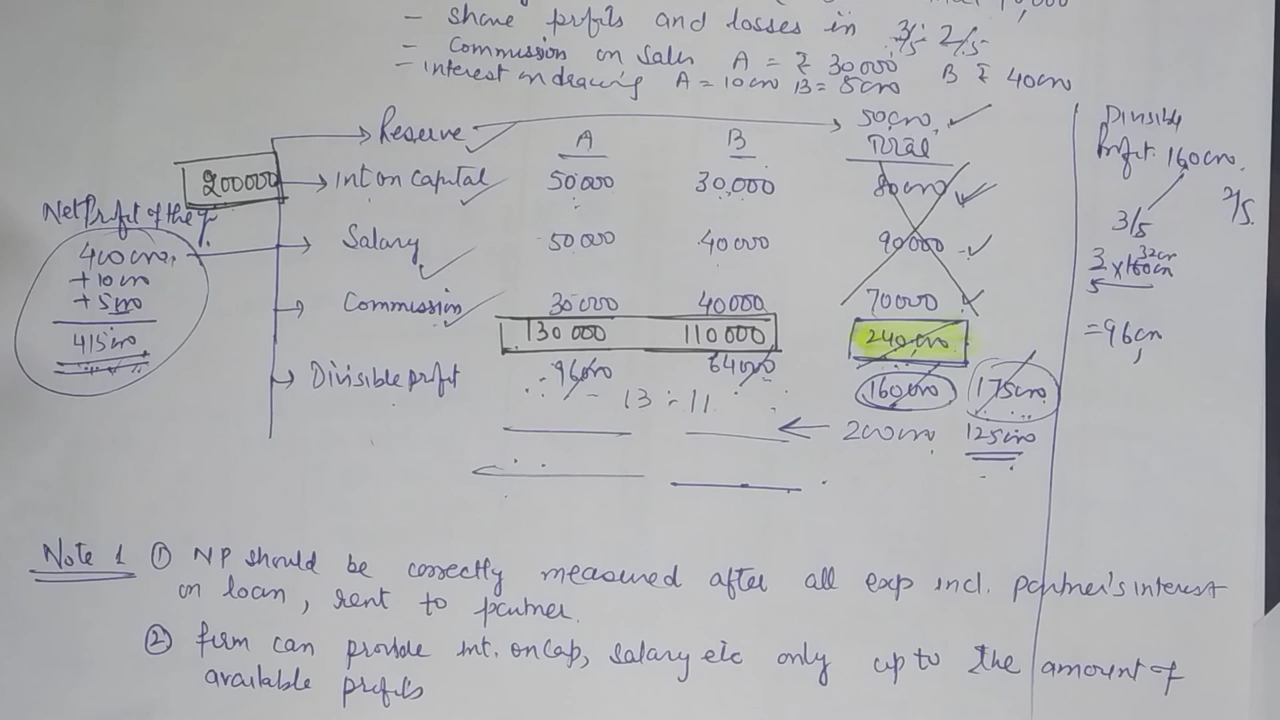 - share profits and losses in 3/5 : 2/5
- Commission on sales A = ₹ 30000 B ₹ 40000
- interest on drawing A = 10000 B = 5000
Reserve 50000
A B Total
200000
Int on Capital 50000 30,000 80000
Net Profit of the
400000
+ 10000
+ 5000
415000
Salary 50000 40000 90000
Commission 30000 40000 70000
130000 110000 240000
Divisible profit 96000 64000 160000 175000
13 : 11
200000 125000
Divisible
Profit 160000
3/5
2/5
3/5 × 160000
32000
= 96000
Note 1 ① NP should be correctly measured after all exp incl. partner's interest
on loan, rent to partner.
② firm can provide int. on Cap, salary etc only up to the amount of
available profits